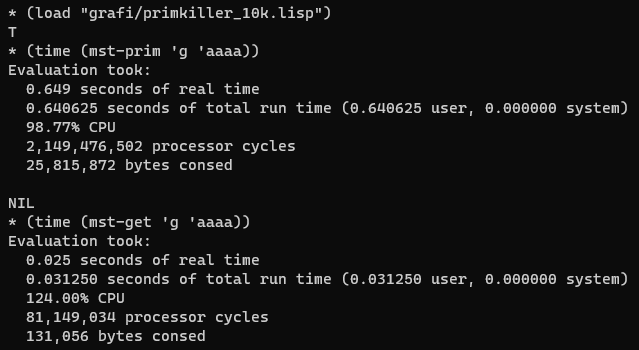 * (load "grafi/primkiller_10k.lisp")
T
* (time (mst-prim 'g 'aaaa))
Evaluation took:
  0.649 seconds of real time
  0.640625 seconds of total run time (0.640625 user, 0.000000 system)
  98.77% CPU
  2,149,476,502 processor cycles
  25,815,872 bytes consed

NIL
* (time (mst-get 'g 'aaaa))
Evaluation took:
  0.025 seconds of real time
  0.031250 seconds of total run time (0.031250 user, 0.000000 system)
  124.00% CPU
  81,149,034 processor cycles
  131,056 bytes consed